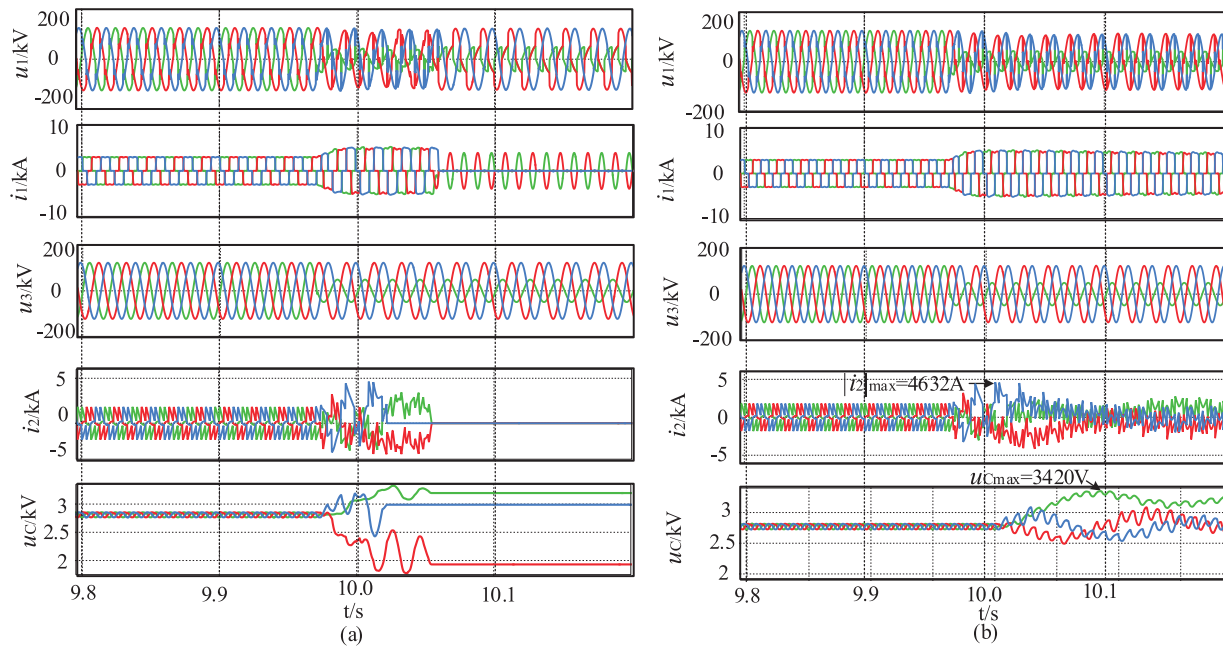 200
u1/kV
0
-200
10
i1/kA
0
-10
200
u3/kV
0
-200
5
i2/kA
0
-5
3
uC/kV
2.5
2
9.8 9.9 10.0 10.1
t/s
(a)
200
u1/kV
0
-200
10
i1/kA
0
-10
200
u3/kV
0
-200
5
|i2|max=4632A
i2/kA
0
-5
uCmax=3420V
3
uC/kV
2.5
2
9.8 9.9 10.0 10.1
t/s
(b)